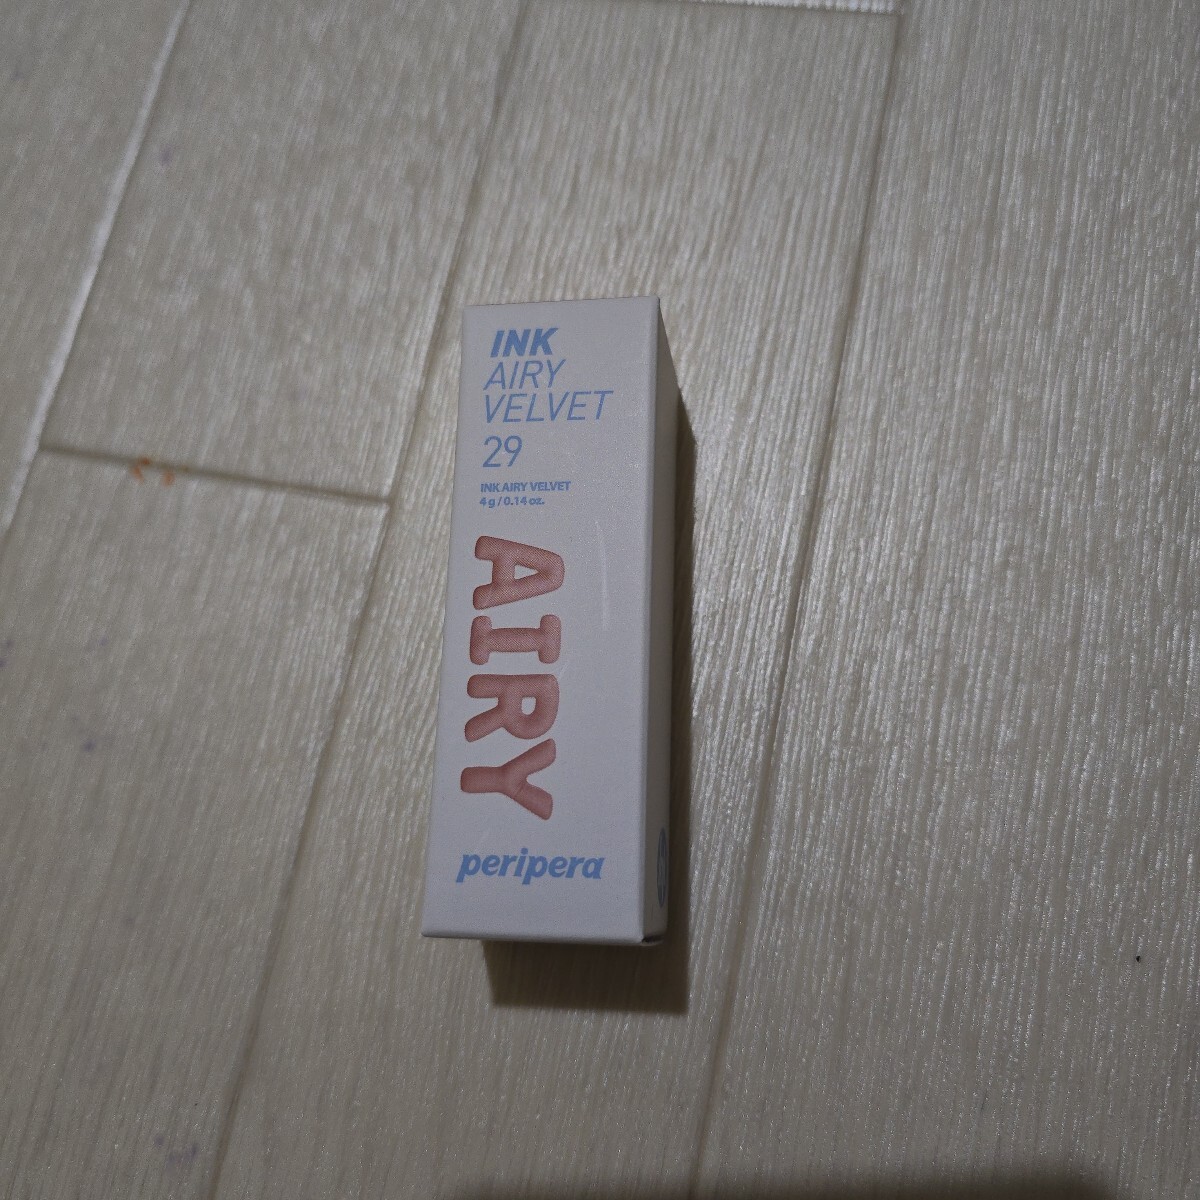 INK
AIRY
VELVET
29
INK AIRY VELVET
4 g / 0.14 oz.
AIRY
peripera